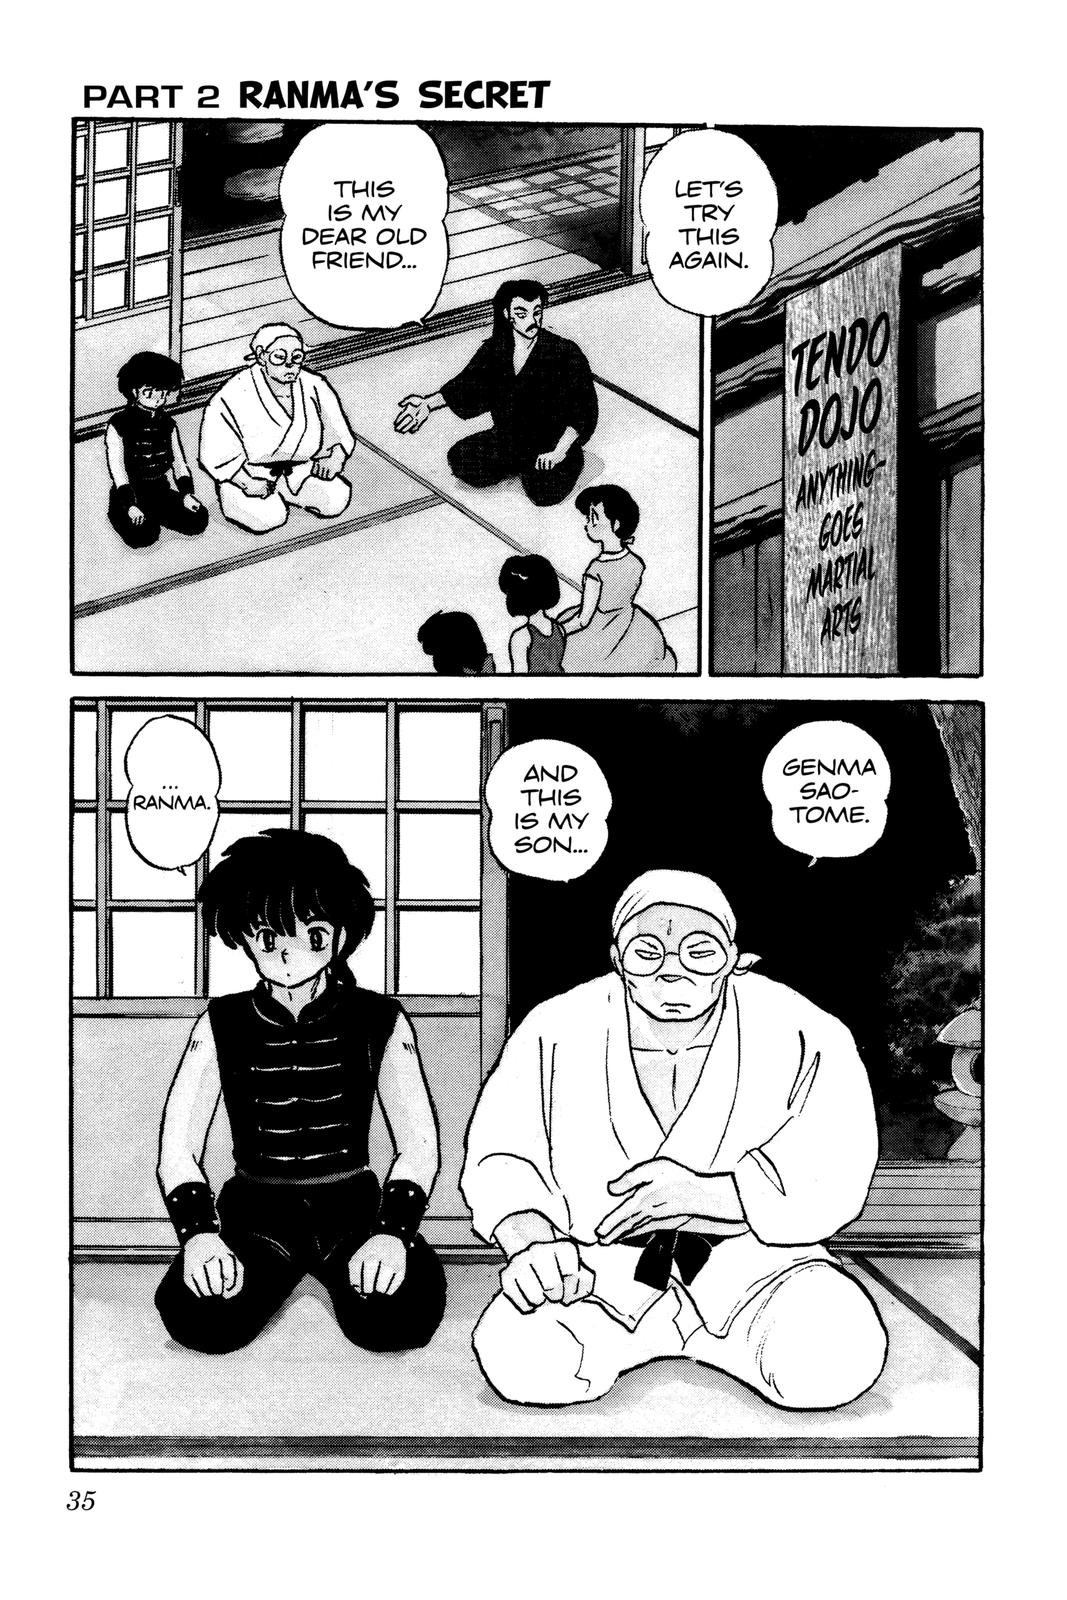 PART 2 RANMA'S SECRET
LET'S
TRY
THIS
AGAIN.
TENDO
DOJO
ANYTHING-
GOES
MARTIAL
ARTS
THIS
IS MY
DEAR OLD
FRIEND...
GENMA
SAO-
TOME.
AND
THIS
IS MY
SON...
...
RANMA.
35